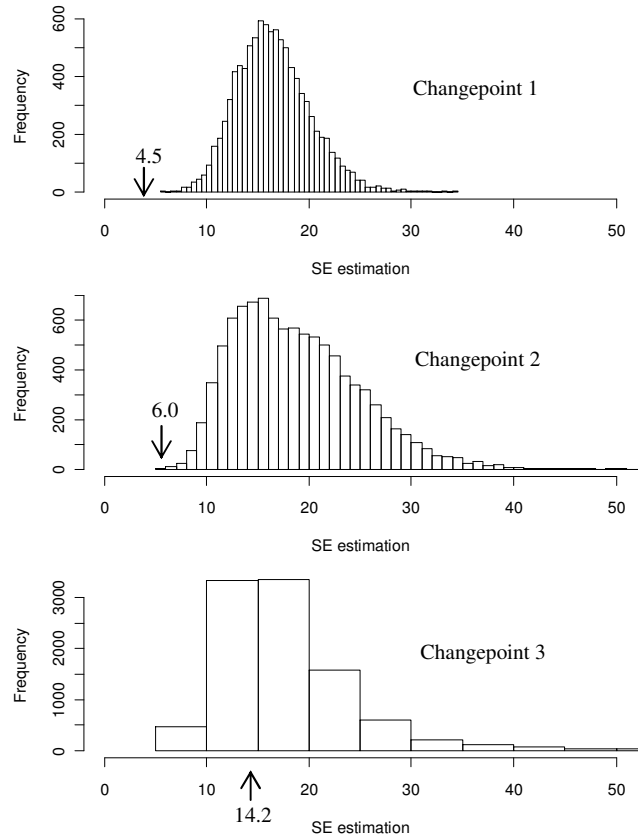 600
400
200
0
Frequency
Changepoint 1
4.5
0 10 20 30 40 50
SE estimation
600
400
200
0
Frequency
Changepoint 2
6.0
0 10 20 30 40 50
SE estimation
3000
2000
1000
0
Frequency
Changepoint 3
0 10 20 30 40 50
14.2
SE estimation